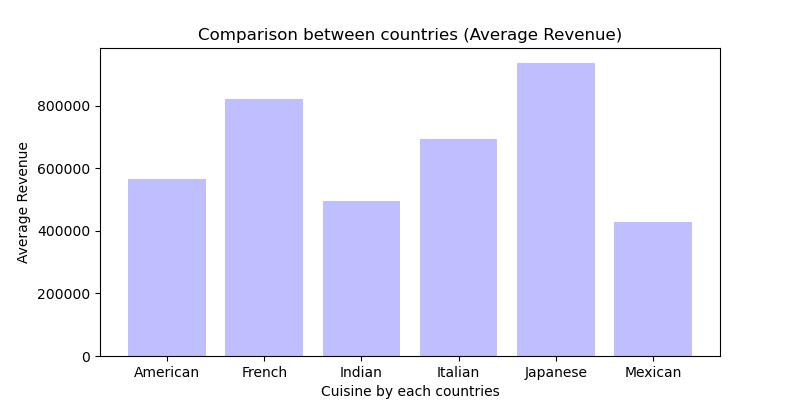 Comparison between countries (Average Revenue)
Average Revenue
800000
600000
400000
200000
0
American French Indian Italian Japanese Mexican
Cuisine by each countries